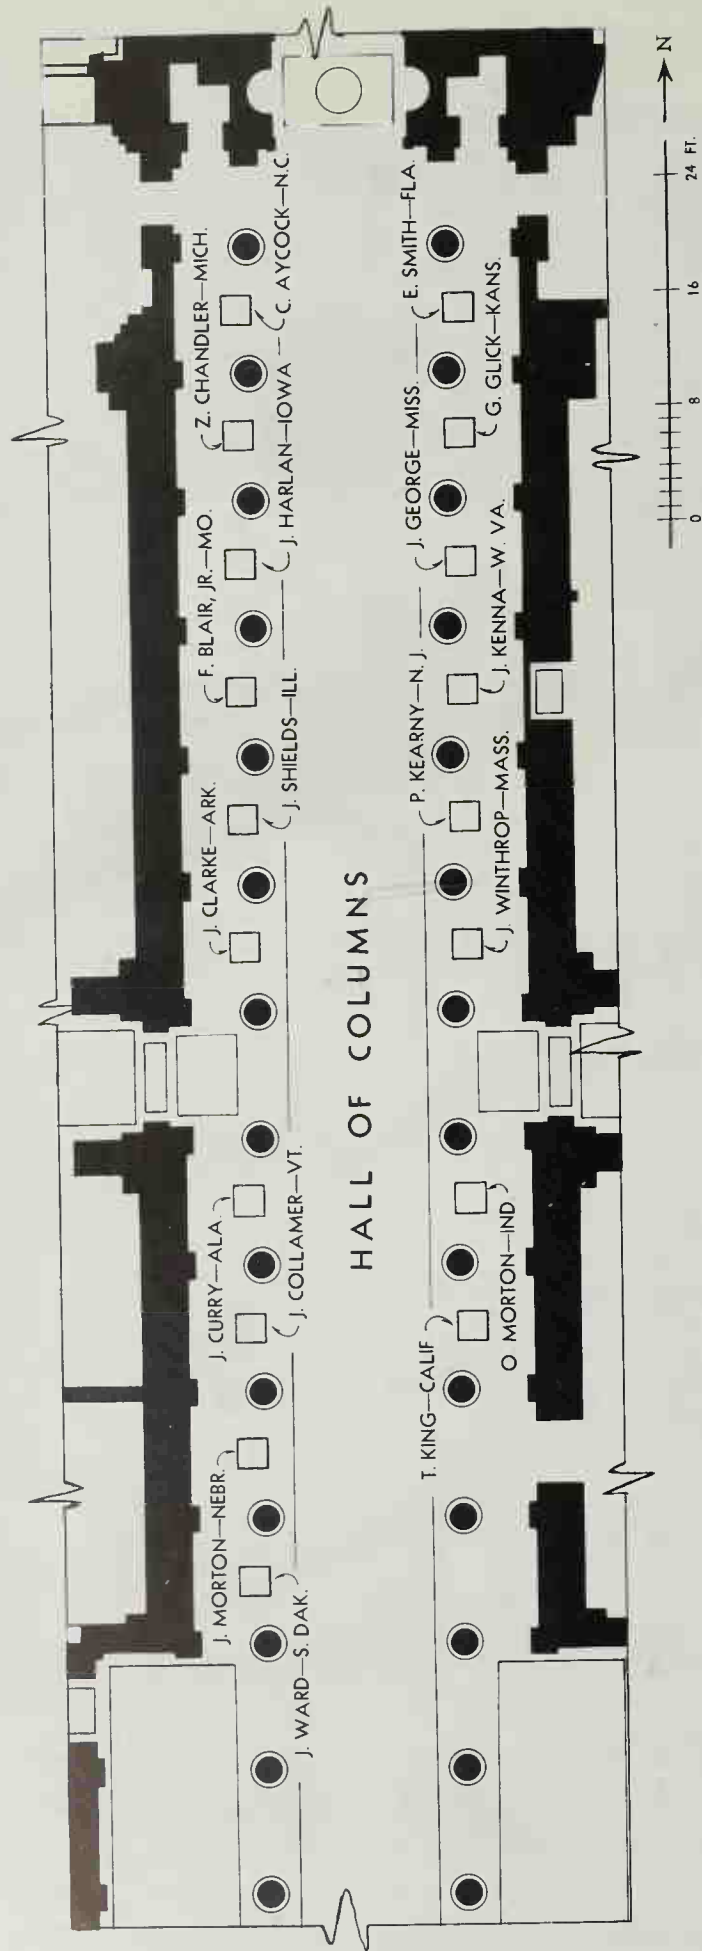 Z. CHANDLER—MICH.
C. AYCOCK—N.C.
F. BLAIR, JR.—MO.
J. HARLAN—IOWA
J. CLARKE—ARK.
J. SHIELDS—ILL.
J. CURRY—ALA.
J. COLLAMER—VT.
J. MORTON—NEBR.
J. WARD—S. DAK.
HALL OF COLUMNS
E. SMITH—FLA.
G. GLICK—KANS.
J. GEORGE—MISS.
J. KENNA—W. VA.
P. KEARNY—N.J.
J. WINTHROP—MASS.
O MORTON—IND
T. KING—CALIF
N
0 8 16 24 FT.